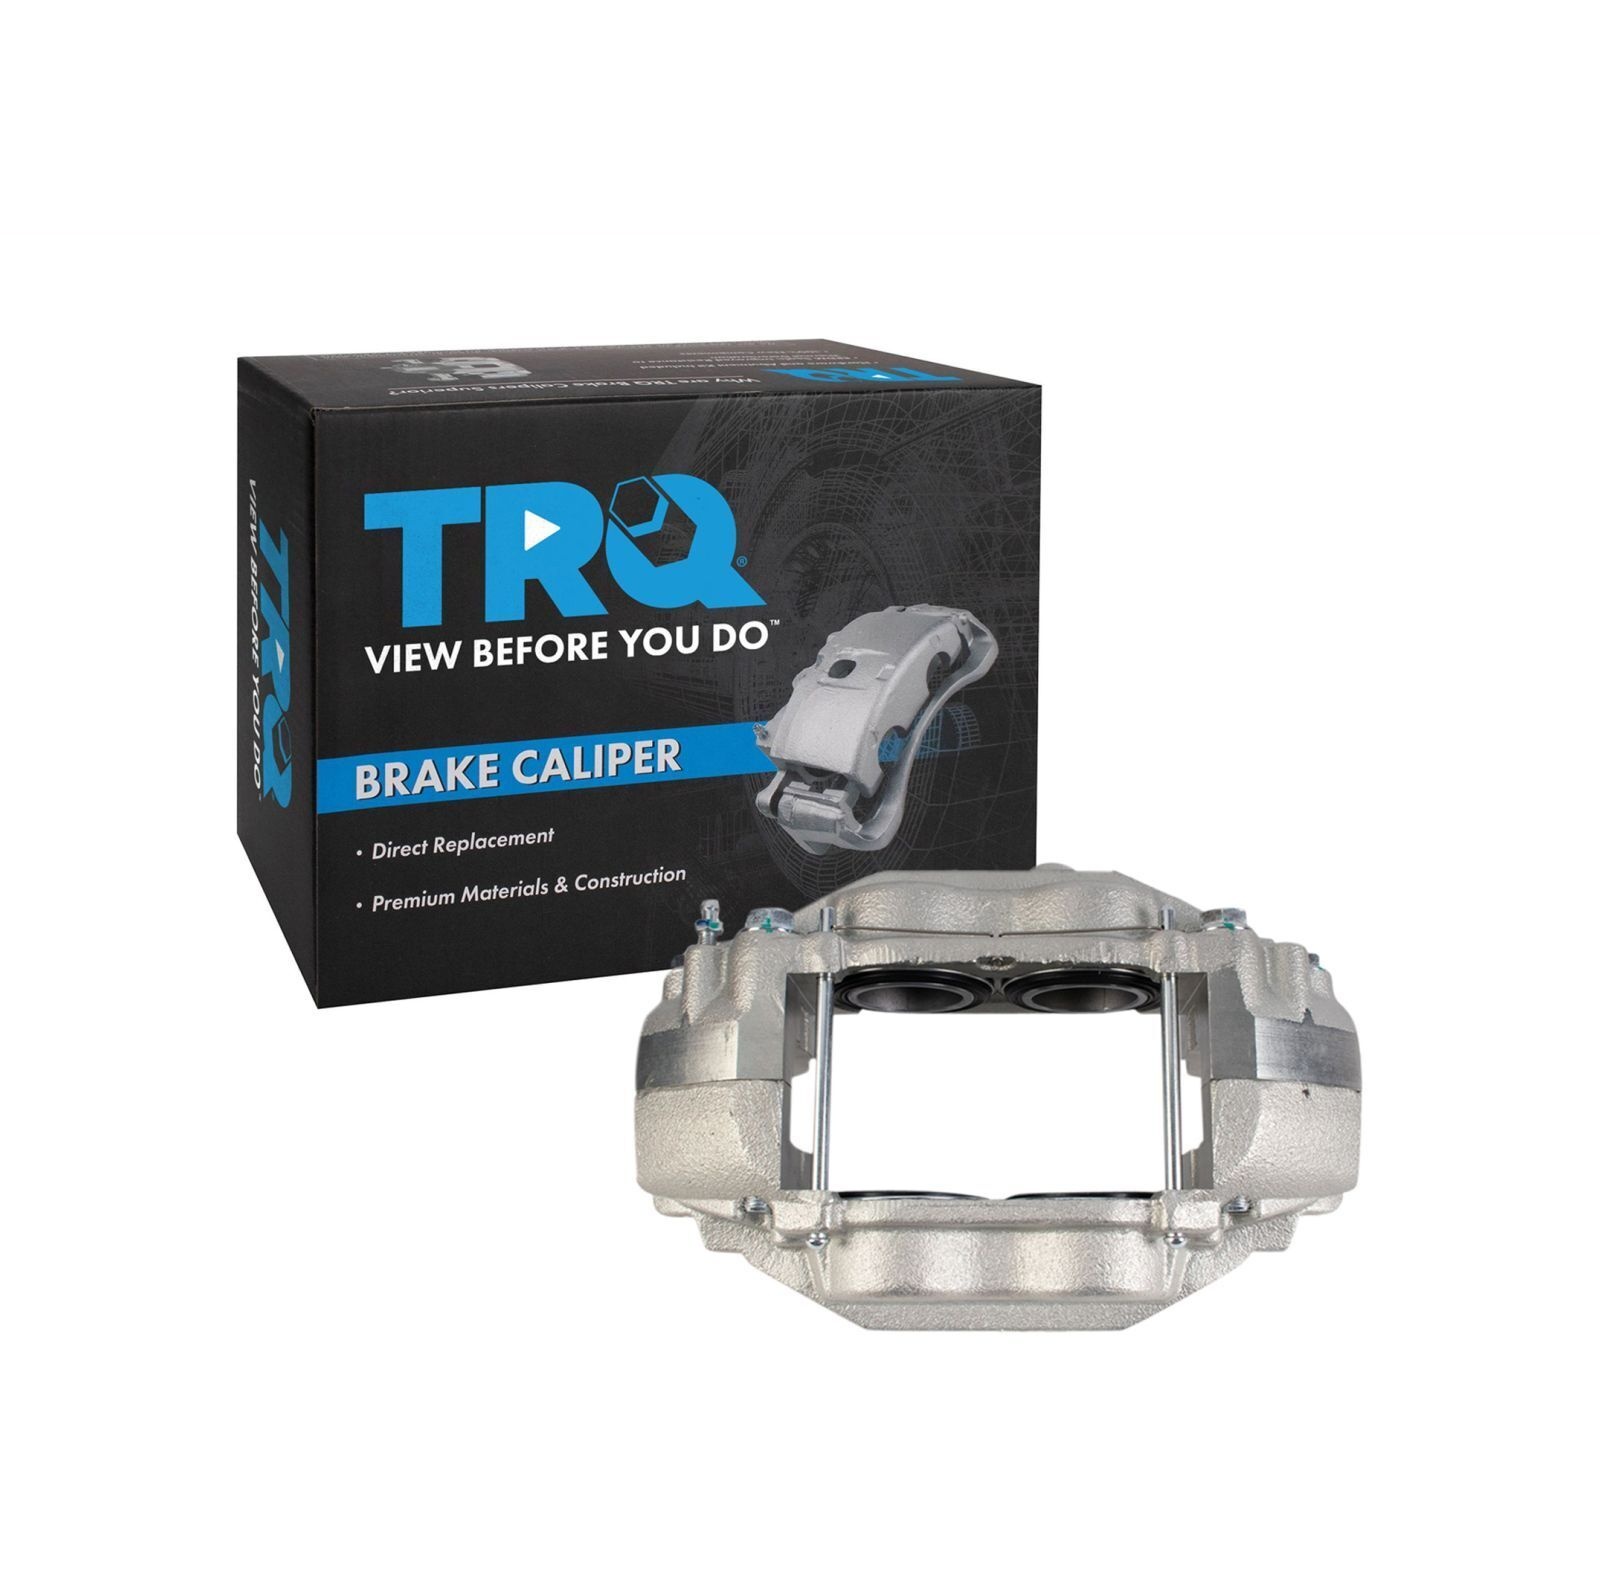 Why are TRQ Brake Calipers Superior?
TRQ
TRQ®
VIEW BEFORE YOU DO™
BRAKE CALIPER
• Direct Replacement
• Premium Materials & Construction
TRQ
VIEW BEFORE YOU DO